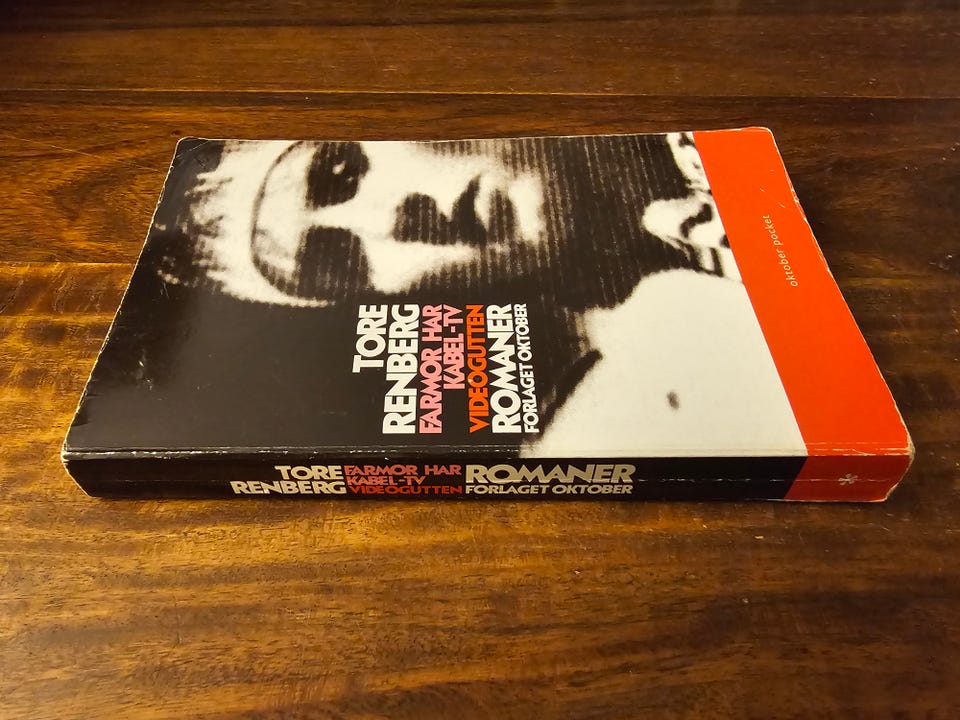 TORE
RENBERG
FARMOR HAR
KABEL-TV
VIDEOGUTTEN
ROMANER
FORLAGET OKTOBER
oktober pocket
TORE
RENBERG
FARMOR HAR
KABEL-TV
VIDEOGUTTEN
ROMANER
FORLAGET OKTOBER